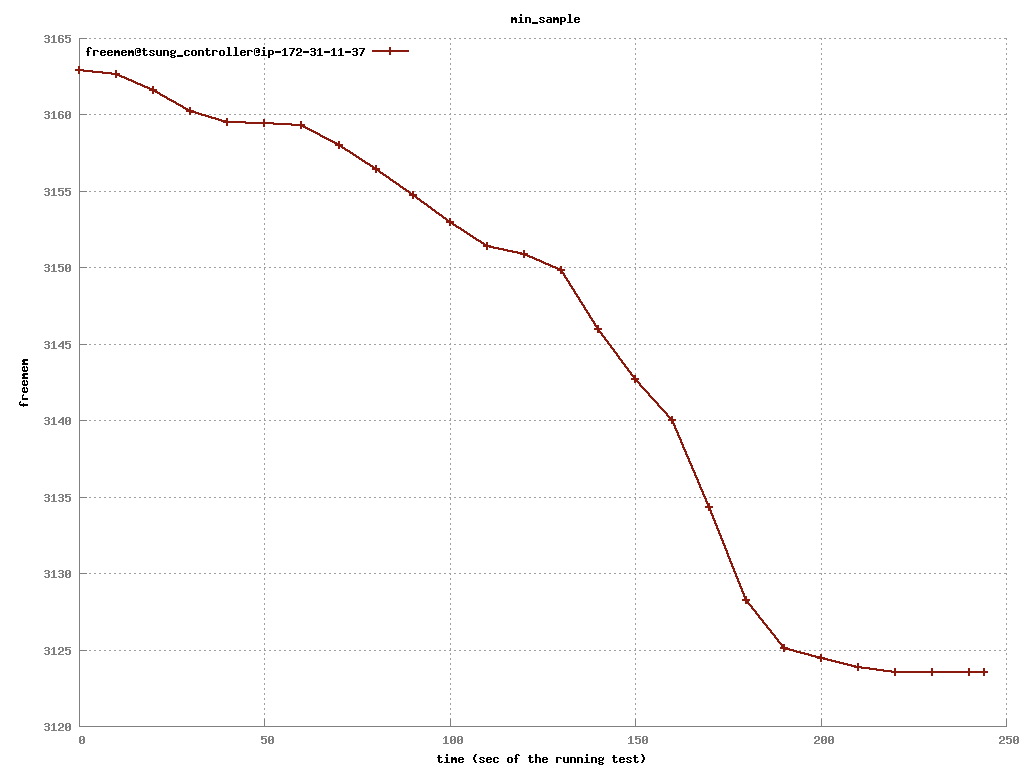 min_sample
freemem@tsung_controller@ip-172-31-11-37
3165
3160
3155
3150
3145
3140
3135
3130
3125
3120
freemem
0 50 100 150 200 250
time (sec of the running test)